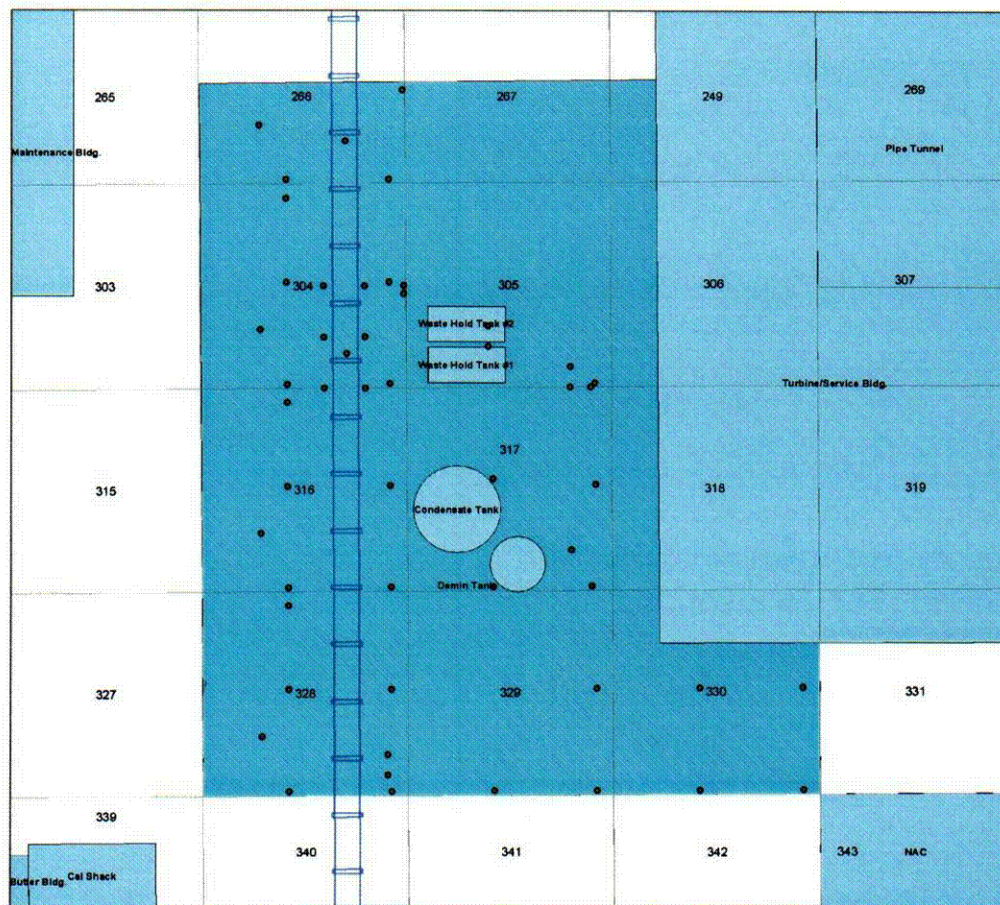 265
266
267
249
269
Maintenance Bldg.
Pipe Tunnel
303
304
305
306
307
Waste Hold Tank #2
Waste Hold Tank #1
Turbine/Service Bldg.
315
316
317
318
319
Condensate Tank
Demin Tank
327
328
329
330
331
339
340
341
342
343
NAC
Butler Bldg.
Cal Shack